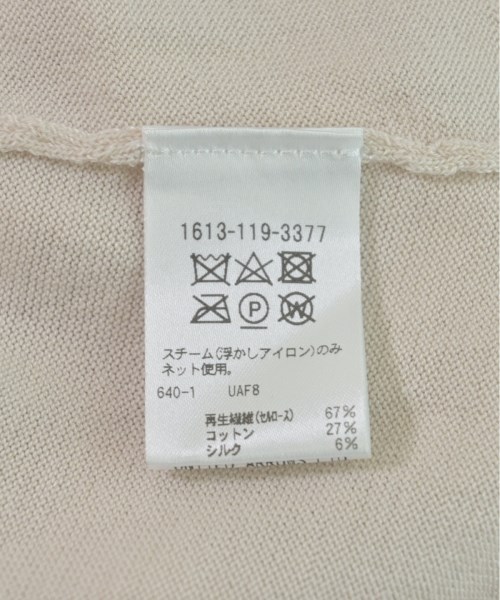 1613-119-3377
P W
スチーム(浮かしアイロン)のみ
ネット使用。
640-1 UAF8
再生繊維(セルロース) 67%
コットン 27%
シルク 6%